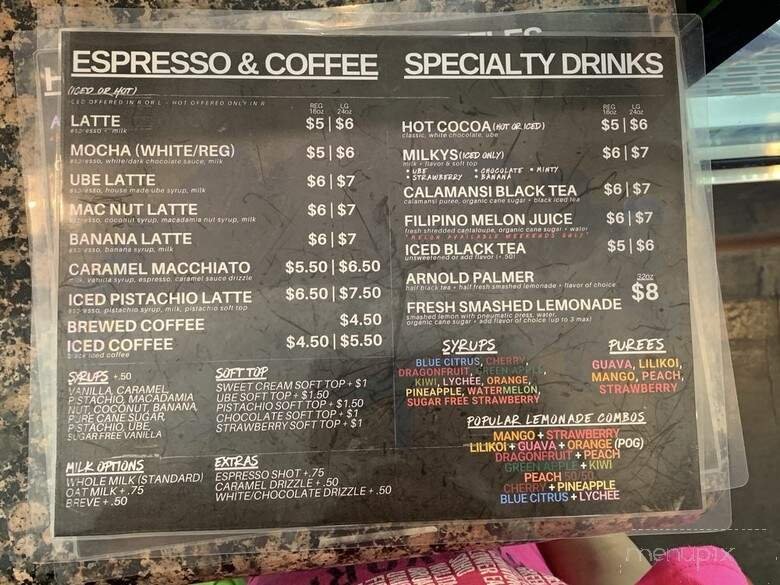 ESPRESSO & COFFEE
(ICED OR HOT)
ICED OFFERED IN R OR L - HOT OFFERED ONLY IN R
REG LG
16oz 24oz
LATTE $5 | $6
espresso + milk
MOCHA (WHITE/REG) $5 | $6
espresso, white/dark chocolate sauce, milk
UBE LATTE $6 | $7
espresso, house made ube syrup, milk
MAC NUT LATTE $6 | $7
espresso, coconut syrup, macadamia nut syrup, milk
BANANA LATTE $6 | $7
espresso, banana syrup, milk
CARAMEL MACCHIATO $5.50 | $6.50
milk, vanilla syrup, espresso, caramel sauce drizzle
ICED PISTACHIO LATTE $6.50 | $7.50
espresso, pistachio syrup, milk, pistachio soft top
BREWED COFFEE $4.50
ICED COFFEE $4.50 | $5.50
black iced coffee
SYRUPS +.50
VANILLA, CARAMEL,
PISTACHIO, MACADAMIA
NUT, COCONUT, BANANA,
PURE CANE SUGAR,
PISTACHIO, UBE,
SUGAR FREE VANILLA
SOFT TOP
SWEET CREAM SOFT TOP + $1
UBE SOFT TOP + $1.50
PISTACHIO SOFT TOP + $1.50
CHOCOLATE SOFT TOP + $1
STRAWBERRY SOFT TOP + $1
MILK OPTIONS
WHOLE MILK (STANDARD)
OAT MILK + .75
BREVE + .50
EXTRAS
ESPRESSO SHOT + .75
CARAMEL DRIZZLE + .50
WHITE/CHOCOLATE DRIZZLE + .50
SPECIALTY DRINKS
REG LG
16oz 24oz
HOT COCOA (HOT OR ICED) $5 | $6
classic, white chocolate, ube
MILKYS (ICED ONLY) $6 | $7
milk + flavor & soft top
• UBE • CHOCOLATE • MINTY
• STRAWBERRY • BANANA
CALAMANSI BLACK TEA $6 | $7
calamansi puree, organic cane sugar + black iced tea
FILIPINO MELON JUICE $6 | $7
fresh shredded cantaloupe, organic cane sugar + water
*MELON AVAILABLE WEEKENDS ONLY*
ICED BLACK TEA $5 | $6
unsweetened or add flavor (+.50)
ARNOLD PALMER 32oz
half black tea + half fresh smashed lemonade + flavor of choice $8
FRESH SMASHED LEMONADE
smashed lemon with pneumatic press, water,
organic cane sugar + add flavor of choice (up to 3 max)
SYRUPS
BLUE CITRUS, CHERRY,
DRAGONFRUIT, GREEN APPLE,
KIWI, LYCHEE, ORANGE,
PINEAPPLE, WATERMELON,
SUGAR FREE STRAWBERRY
PUREES
GUAVA, LILIKOI,
MANGO, PEACH,
STRAWBERRY
POPULAR LEMONADE COMBOS
MANGO + STRAWBERRY
LILIKOI + GUAVA + ORANGE (POG)
DRAGONFRUIT + PEACH
GREEN APPLE + KIWI
PEACH 50/50
CHERRY + PINEAPPLE
BLUE CITRUS + LYCHEE
menupix